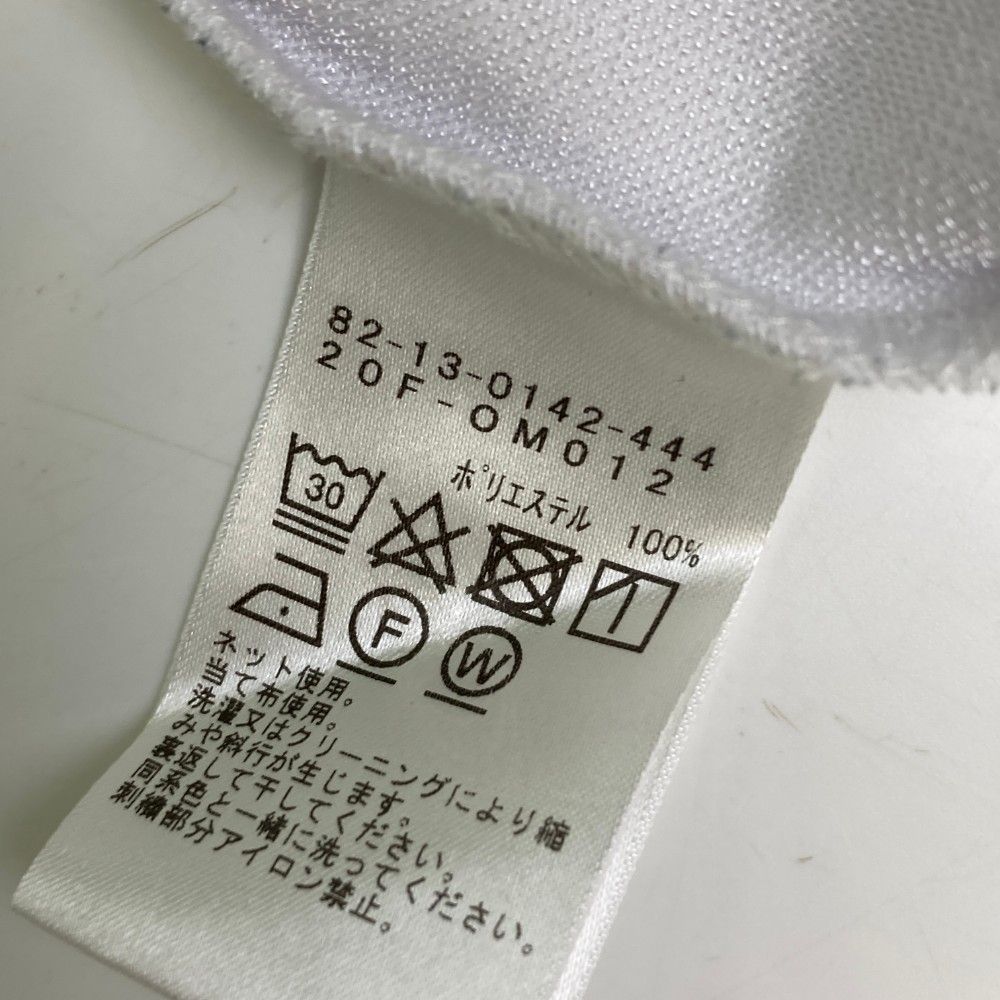 82-13-0142-444
20F-OM012
ポリエステル 100%
30
F
W
ネット使用。
当て布使用。
洗濯又はクリーニングにより縮
みや斜行が生じます。
裏返して干してください。
同系色と一緒に洗ってください。
刺繍部分アイロン禁止。